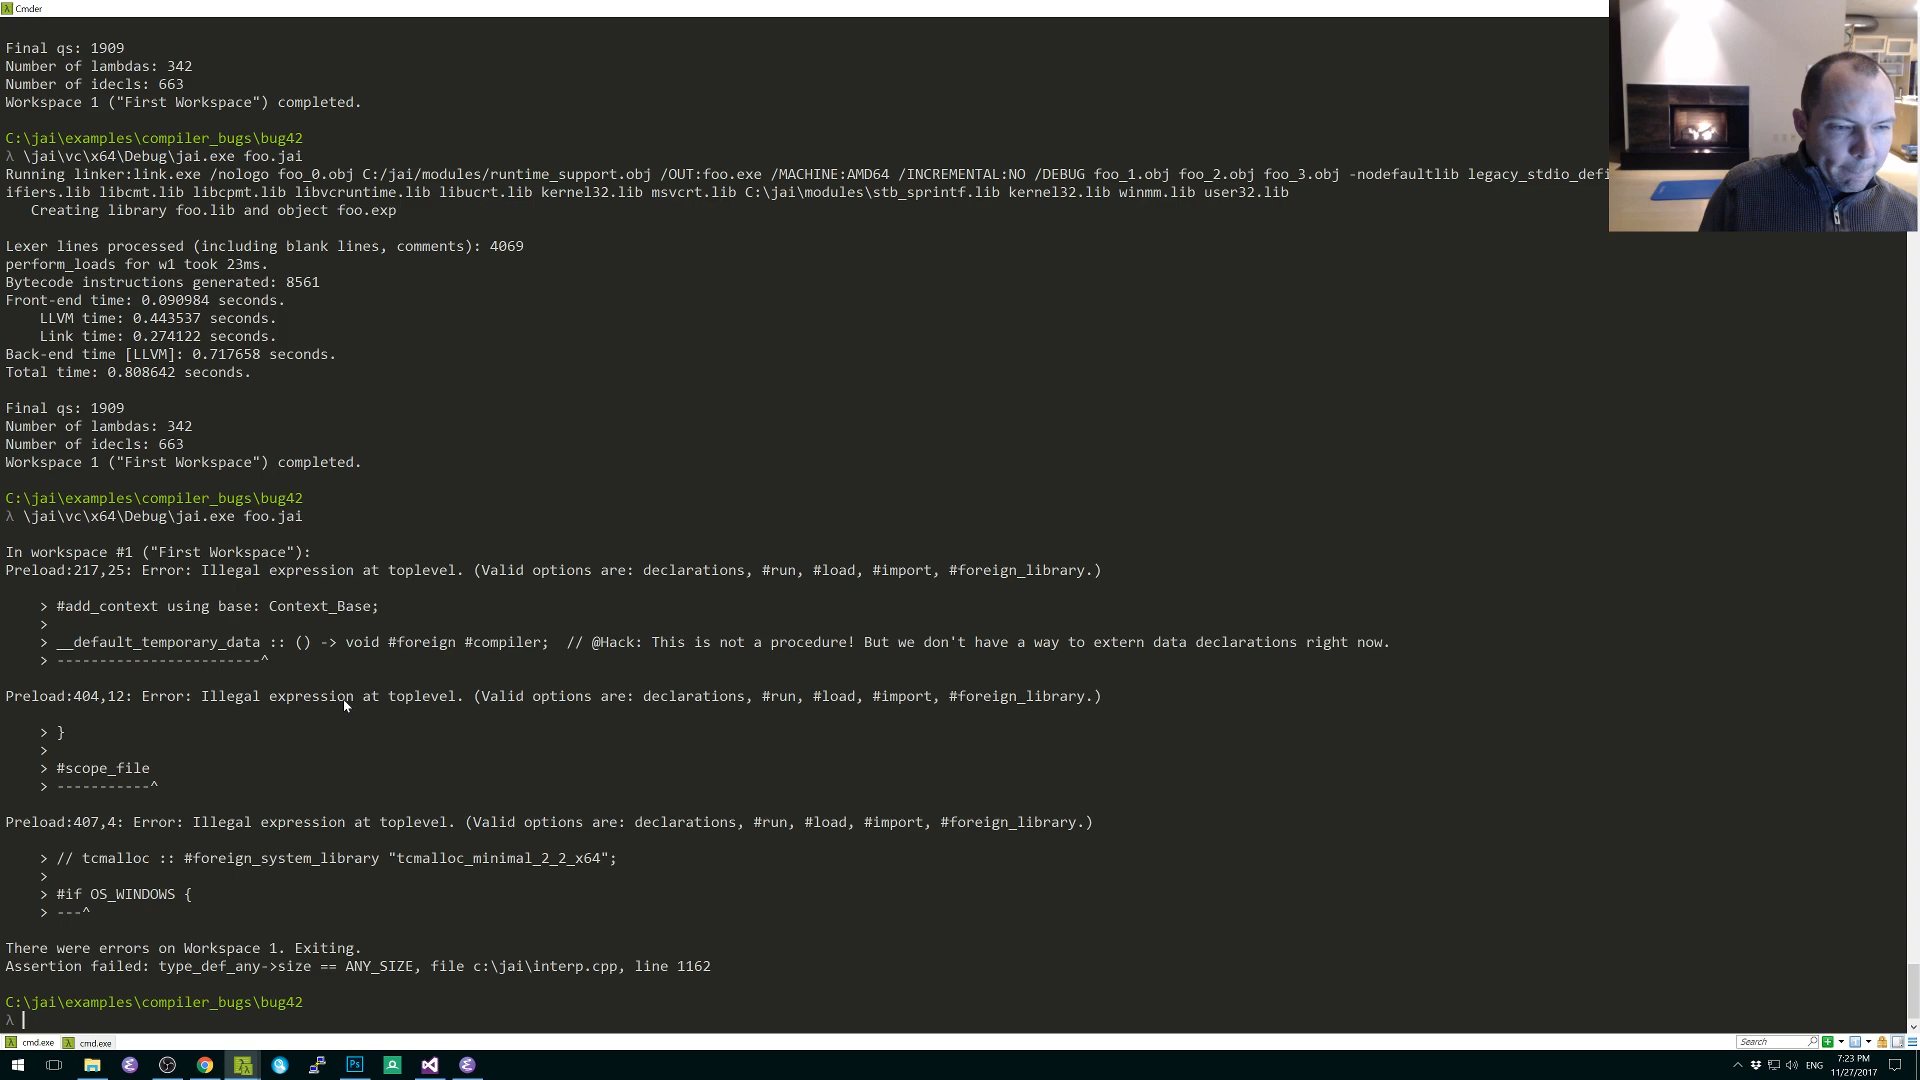 Cmder
Final qs: 1909
Number of lambdas: 342
Number of idecls: 663
Workspace 1 ("First Workspace") completed.
C:\jai\examples\compiler_bugs\bug42
λ \jai\vc\x64\Debug\jai.exe foo.jai
Running linker:link.exe /nologo foo_0.obj C:/jai/modules/runtime_support.obj /OUT:foo.exe /MACHINE:AMD64 /INCREMENTAL:NO /DEBUG foo_1.obj foo_2.obj foo_3.obj -nodefaultlib legacy_stdio_defi
ifiers.lib libcmt.lib libcpmt.lib libvcruntime.lib libucrt.lib kernel32.lib msvcrt.lib C:\jai\modules\stb_sprintf.lib kernel32.lib winmm.lib user32.lib
Creating library foo.lib and object foo.exp
Lexer lines processed (including blank lines, comments): 4069
perform_loads for w1 took 23ms.
Bytecode instructions generated: 8561
Front-end time: 0.090984 seconds.
LLVM time: 0.443537 seconds.
Link time: 0.274122 seconds.
Back-end time [LLVM]: 0.717658 seconds.
Total time: 0.808642 seconds.
Final qs: 1909
Number of lambdas: 342
Number of idecls: 663
Workspace 1 ("First Workspace") completed.
C:\jai\examples\compiler_bugs\bug42
λ \jai\vc\x64\Debug\jai.exe foo.jai
In workspace #1 ("First Workspace"):
Preload:217,25: Error: Illegal expression at toplevel. (Valid options are: declarations, #run, #load, #import, #foreign_library.)
> #add_context using base: Context_Base;
>
> __default_temporary_data :: () -> void #foreign #compiler;  // @Hack: This is not a procedure! But we don't have a way to extern data declarations right now.
> ------------------------^
Preload:404,12: Error: Illegal expression at toplevel. (Valid options are: declarations, #run, #load, #import, #foreign_library.)
> }
>
> #scope_file
> -----------^
Preload:407,4: Error: Illegal expression at toplevel. (Valid options are: declarations, #run, #load, #import, #foreign_library.)
> // tcmalloc :: #foreign_system_library "tcmalloc_minimal_2_2_x64";
>
> #if OS_WINDOWS {
> ---^
There were errors on Workspace 1. Exiting.
Assertion failed: type_def_any->size == ANY_SIZE, file c:\jai\interp.cpp, line 1162
C:\jai\examples\compiler_bugs\bug42
λ
cmd.exe cmd.exe Search
Ps ENG 7:23 PM
11/27/2017